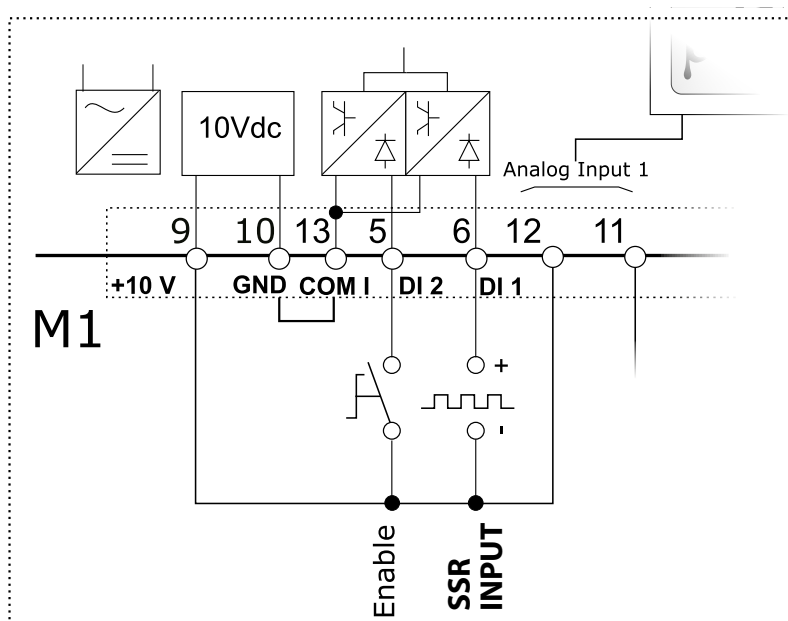 10Vdc
Analog Input 1
9 10 13 5 6 12 11
+10 V GND COM I DI 2 DI 1
M1
+
-
Enable
SSR
INPUT